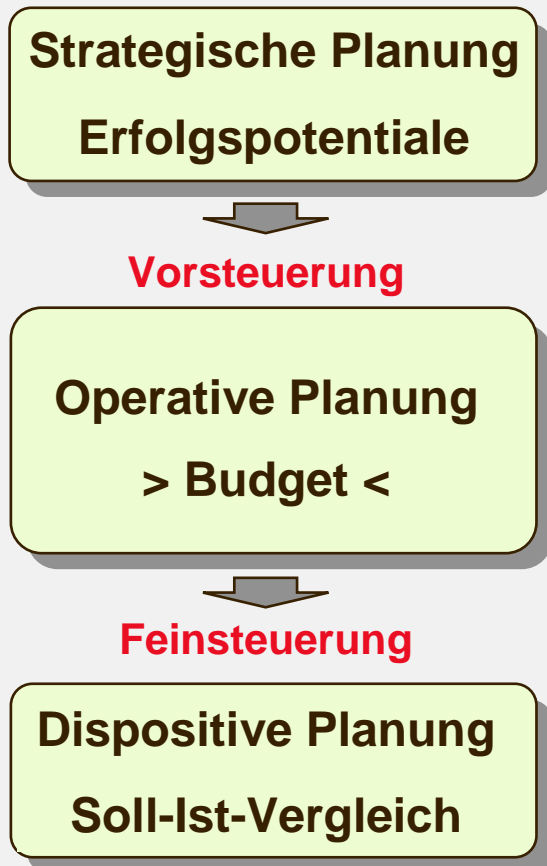 Strategische Planung
Erfolgspotentiale
Vorsteuerung
Operative Planung
> Budget <
Feinsteuerung
Dispositive Planung
Soll-Ist-Vergleich